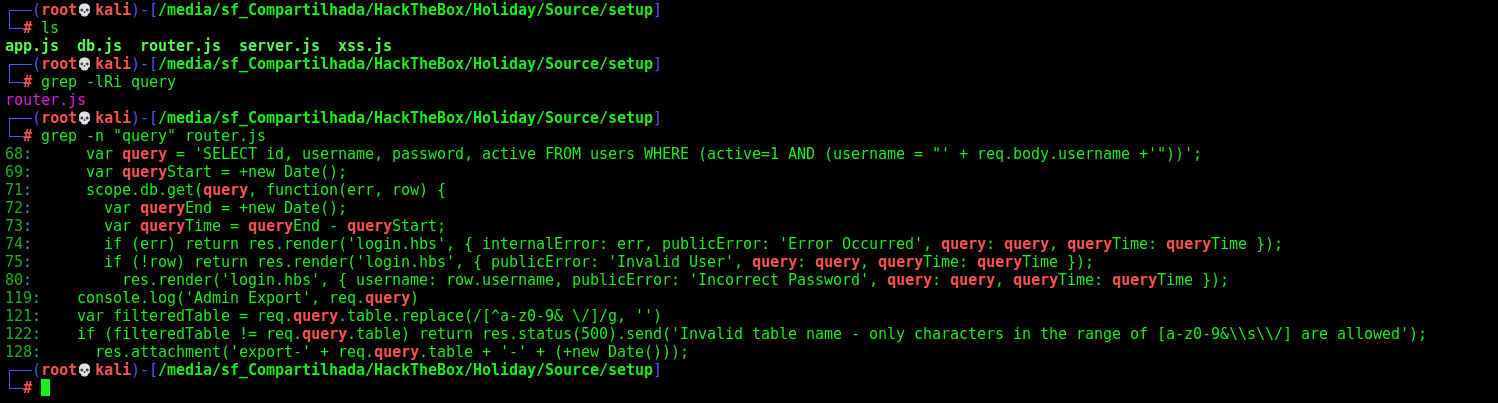 ┌──(root💀kali)-[/media/sf_Compartilhada/HackTheBox/Holiday/Source/setup]
└─# ls
app.js  db.js  router.js  server.js  xss.js
┌──(root💀kali)-[/media/sf_Compartilhada/HackTheBox/Holiday/Source/setup]
└─# grep -lRi query
router.js
┌──(root💀kali)-[/media/sf_Compartilhada/HackTheBox/Holiday/Source/setup]
└─# grep -n "query" router.js
68:      var query = 'SELECT id, username, password, active FROM users WHERE (active=1 AND (username = "' + req.body.username +'"))';
69:      var queryStart = +new Date();
71:      scope.db.get(query, function(err, row) {
72:        var queryEnd = +new Date();
73:        var queryTime = queryEnd - queryStart;
74:        if (err) return res.render('login.hbs', { internalError: err, publicError: 'Error Occurred', query: query, queryTime: queryTime });
75:        if (!row) return res.render('login.hbs', { publicError: 'Invalid User', query: query, queryTime: queryTime });
80:          res.render('login.hbs', { username: row.username, publicError: 'Incorrect Password', query: query, queryTime: queryTime });
119:    console.log('Admin Export', req.query)
121:    var filteredTable = req.query.table.replace(/[^a-z0-9& \/]/g, '')
122:    if (filteredTable != req.query.table) return res.status(500).send('Invalid table name - only characters in the range of [a-z0-9&\\s\\/] are allowed');
128:      res.attachment('export-' + req.query.table + '-' + (+new Date()));
┌──(root💀kali)-[/media/sf_Compartilhada/HackTheBox/Holiday/Source/setup]
└─#